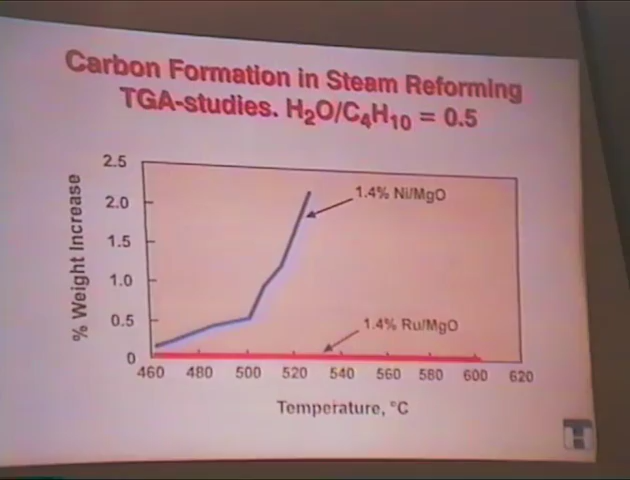 Carbon Formation in Steam Reforming
TGA-studies. H₂O/C₄H₁₀ = 0.5
% Weight Increase
2.5
2.0
1.5
1.0
0.5
0
1.4% Ni/MgO
1.4% Ru/MgO
460 480 500 520 540 560 580 600 620
Temperature, °C